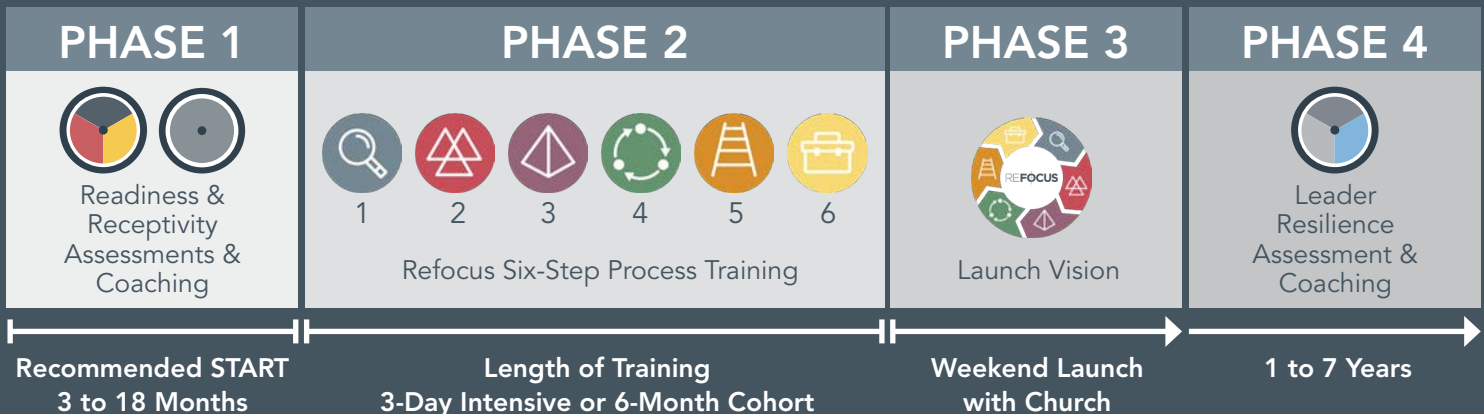 PHASE 1
Readiness &
Receptivity
Assessments &
Coaching
Recommended START
3 to 18 Months
PHASE 2
1 2 3 4 5 6
Refocus Six-Step Process Training
Length of Training
3-Day Intensive or 6-Month Cohort
PHASE 3
REFOCUS
Launch Vision
Weekend Launch
with Church
PHASE 4
Leader
Resilience
Assessment &
Coaching
1 to 7 Years